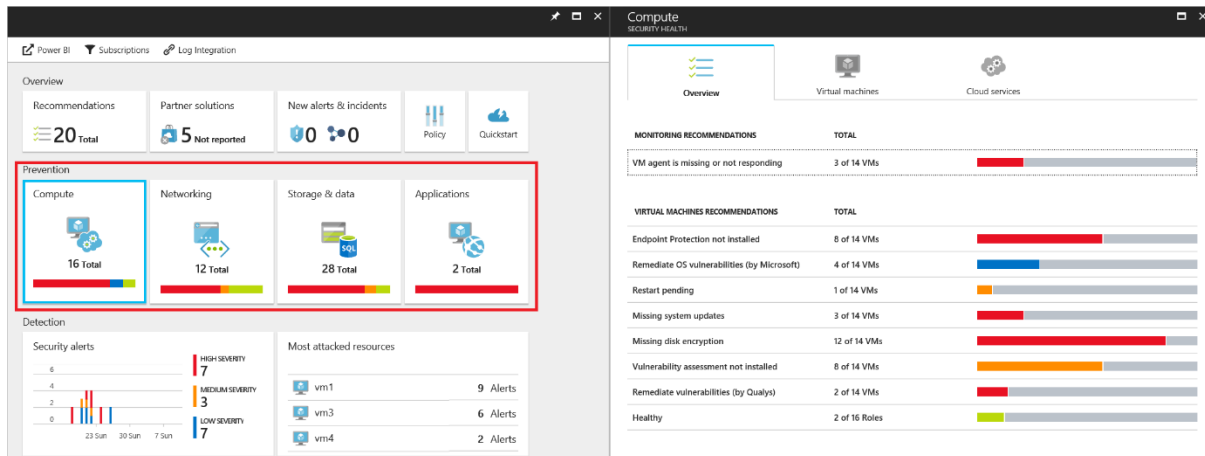 Power BI Subscriptions Log Integration
Overview
Recommendations
20 Total
Partner solutions
5 Not reported
New alerts & incidents
0 0
Policy
Quickstart
Prevention
Compute
16 Total
Networking
12 Total
Storage & data
SQL
28 Total
Applications
2 Total
Detection
Security alerts
6
4
2
0
23 Sun 30 Sun 7 Sun
HIGH SEVERITY
7
MEDIUM SEVERITY
3
LOW SEVERITY
7
Most attacked resources
vm1 9 Alerts
vm3 6 Alerts
vm4 2 Alerts
Compute
SECURITY HEALTH
Overview Virtual machines Cloud services
MONITORING RECOMMENDATIONS TOTAL
VM agent is missing or not responding 3 of 14 VMs
VIRTUAL MACHINES RECOMMENDATIONS TOTAL
Endpoint Protection not installed 8 of 14 VMs
Remediate OS vulnerabilities (by Microsoft) 4 of 14 VMs
Restart pending 1 of 14 VMs
Missing system updates 3 of 14 VMs
Missing disk encryption 12 of 14 VMs
Vulnerability assessment not installed 8 of 14 VMs
Remediate vulnerabilities (by Qualys) 2 of 14 VMs
Healthy 2 of 16 Roles